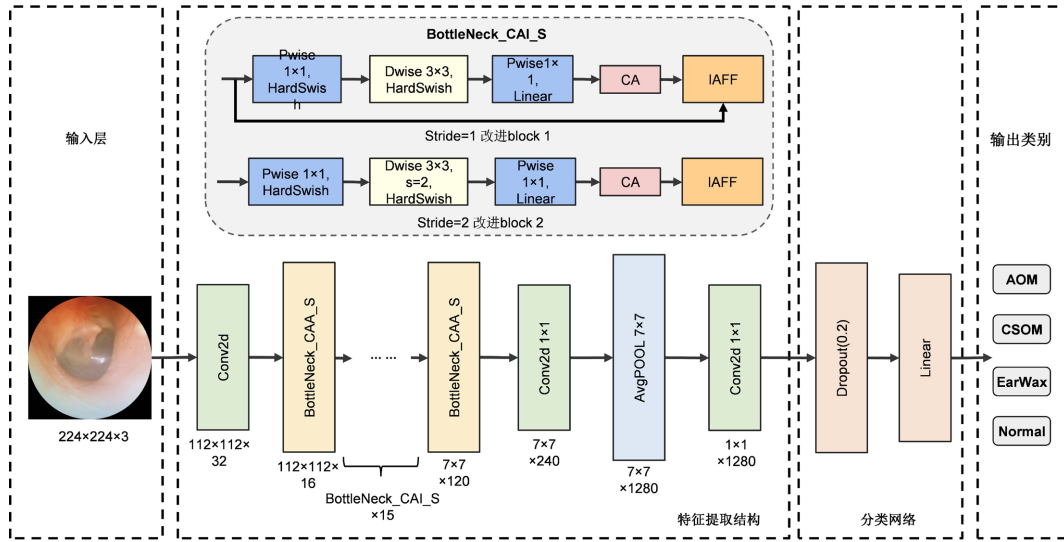 BottleNeck_CAI_S
Pwise
1×1,
HardSwis
h
Dwise 3×3,
HardSwish
Pwise1×
1,
Linear
CA
IAFF
Stride=1 改进block 1
Pwise 1×1,
HardSwish
Dwise 3×3,
s=2,
HardSwish
Pwise
1×1,
Linear
CA
IAFF
Stride=2 改进block 2
输入层
224×224×3
Conv2d
112×112×
32
BottleNeck_CAA_S
112×112×
16
... ...
BottleNeck_CAI_S
×15
BottleNeck_CAA_S
7×7
×120
Conv2d 1×1
7×7
×240
AvgPOOL 7×7
7×7
×1280
Conv2d 1×1
1×1
×1280
特征提取结构
Dropout(0.2)
Linear
分类网络
输出类别
AOM
CSOM
EarWax
Normal